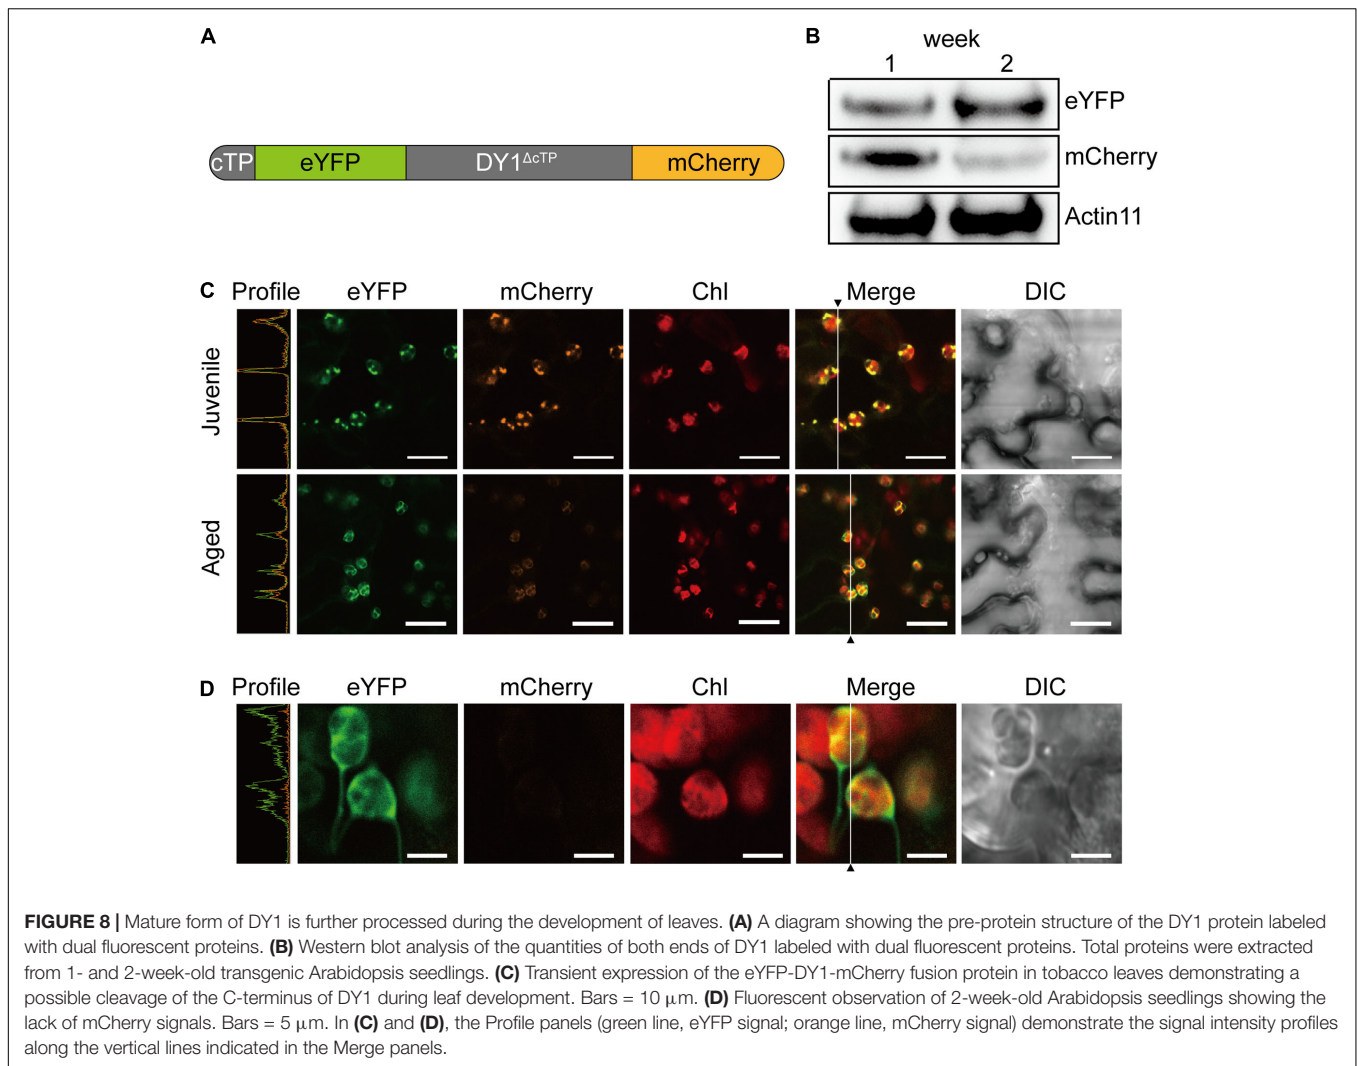 A
cTP eYFP DY1ΔcTP mCherry
B
week
1 2
eYFP
mCherry
Actin11
C Profile eYFP mCherry Chl Merge DIC
Juvenile
Aged
D Profile eYFP mCherry Chl Merge DIC
FIGURE 8 | Mature form of DY1 is further processed during the development of leaves. (A) A diagram showing the pre-protein structure of the DY1 protein labeled
with dual fluorescent proteins. (B) Western blot analysis of the quantities of both ends of DY1 labeled with dual fluorescent proteins. Total proteins were extracted
from 1- and 2-week-old transgenic Arabidopsis seedlings. (C) Transient expression of the eYFP-DY1-mCherry fusion protein in tobacco leaves demonstrating a
possible cleavage of the C-terminus of DY1 during leaf development. Bars = 10 μm. (D) Fluorescent observation of 2-week-old Arabidopsis seedlings showing the
lack of mCherry signals. Bars = 5 μm. In (C) and (D), the Profile panels (green line, eYFP signal; orange line, mCherry signal) demonstrate the signal intensity profiles
along the vertical lines indicated in the Merge panels.